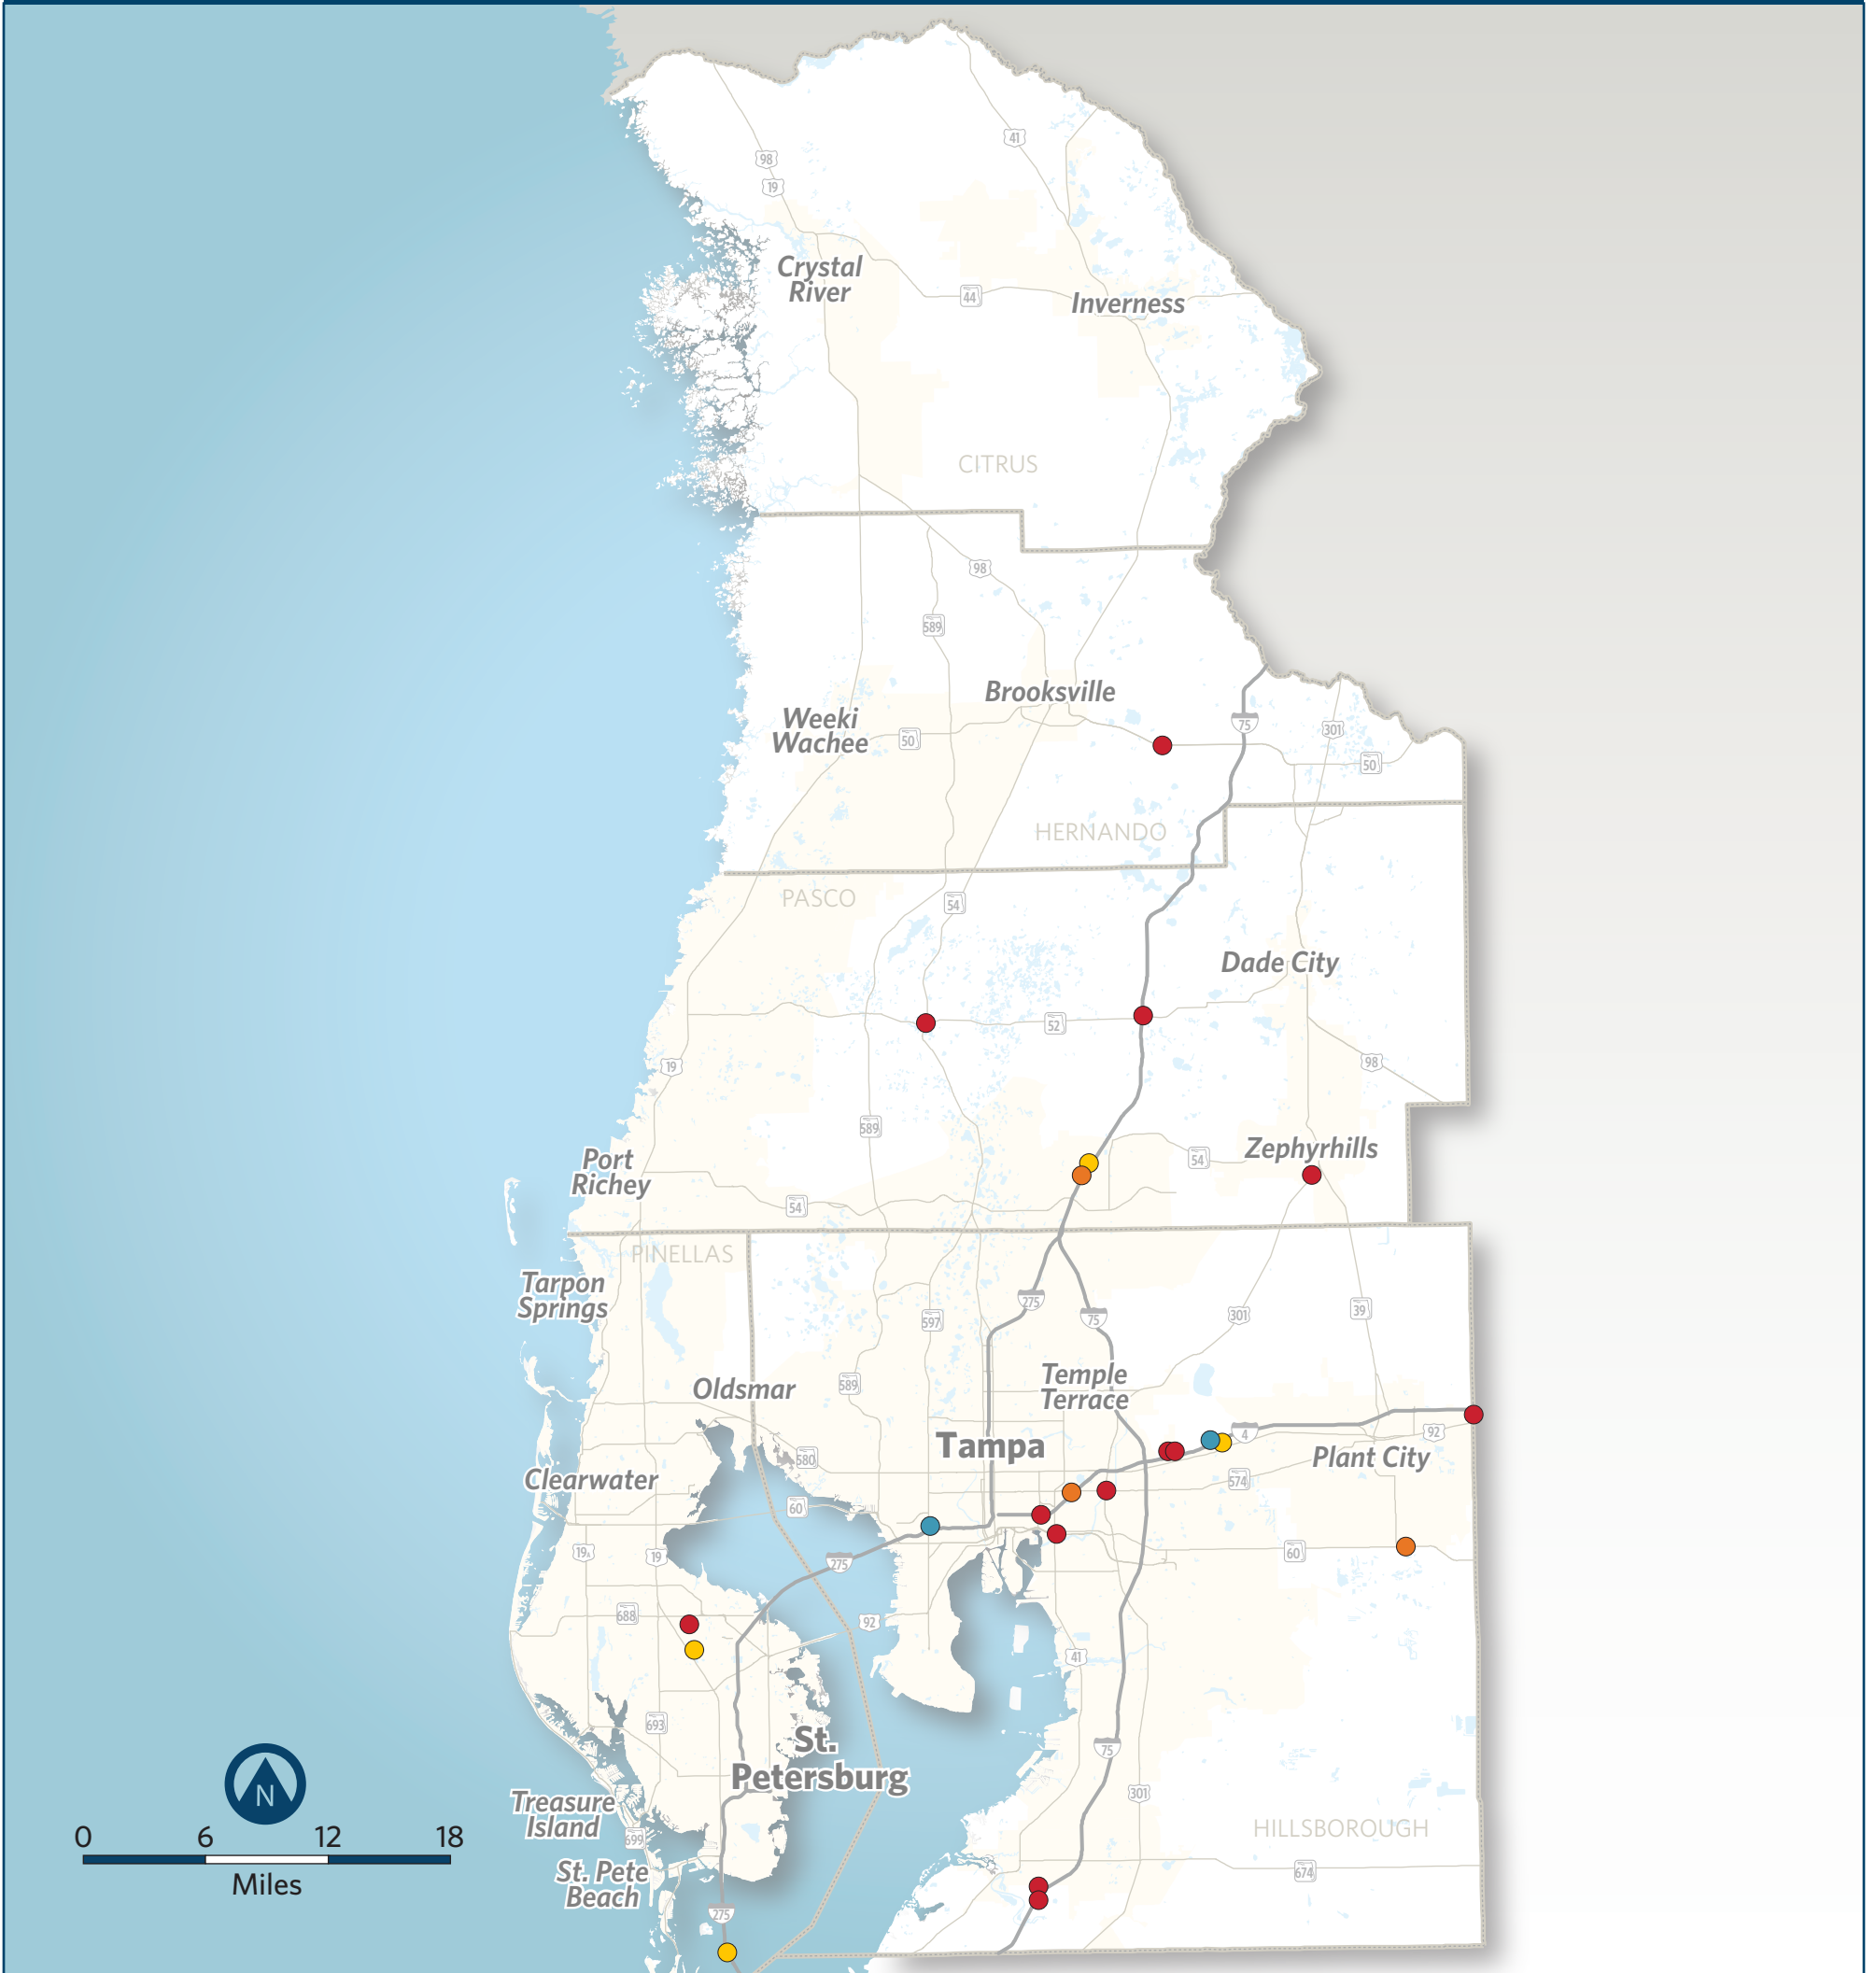 41
98
19
Crystal
River
44
Inverness
CITRUS
98
589
Brooksville
Weeki
Wachee
50
75
301
50
HERNANDO
PASCO
54
Dade City
52
19
98
589
Port
Richey
54
Zephyrhills
54
PINELLAS
Tarpon
Springs
275
75
597
301
39
Temple
Terrace
Oldsmar
589
Tampa
4
92
580
Plant City
Clearwater
574
60
19A
19
275
60
688
92
41
693
St.
Petersburg
75
301
N
Treasure
Island
699
HILLSBOROUGH
0 6 12 18
Miles
St. Pete
Beach
674
275